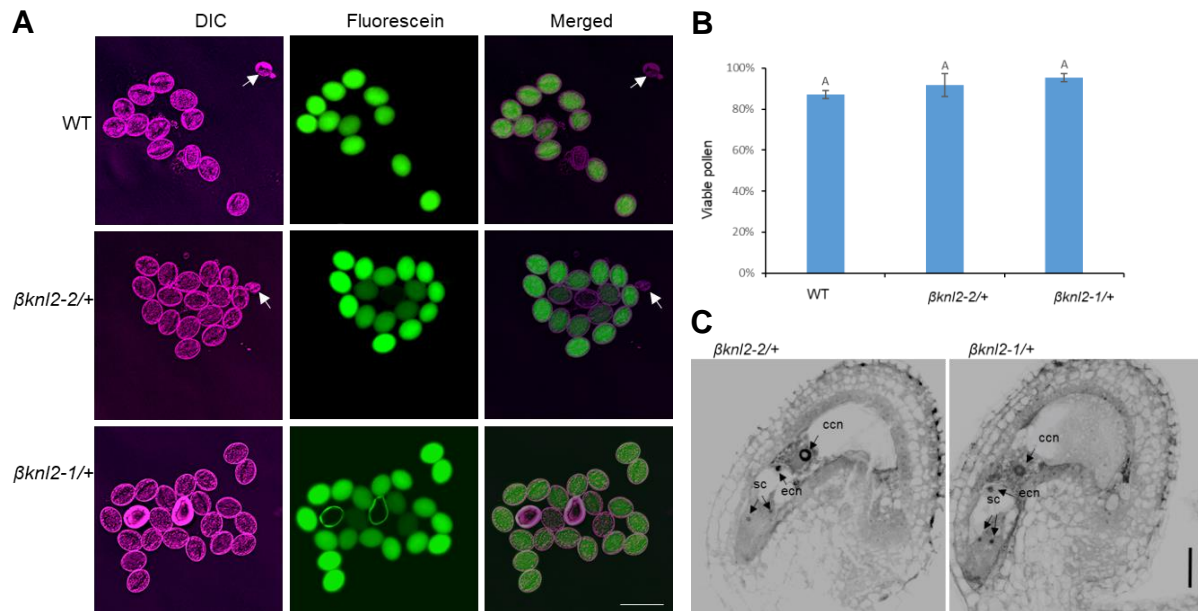 A
DIC Fluorescein Merged
WT
βknl2-2/+
βknl2-1/+
B
Viable pollen
100%
80%
60%
40%
20%
0%
A A A
WT βknl2-2/+ βknl2-1/+
C
βknl2-2/+ βknl2-1/+
ccn
sc
ecn
ccn
sc
ecn